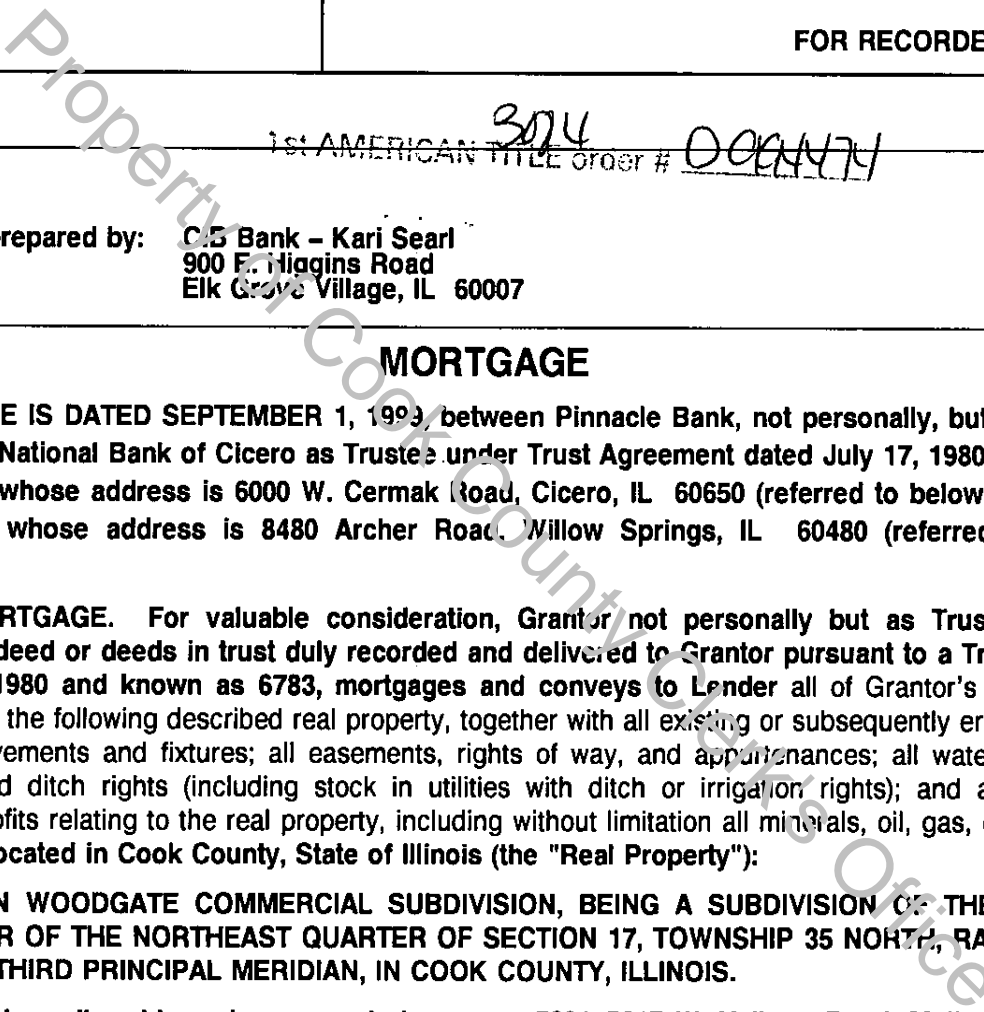 FOR RECORDE
3024
1st AMERICAN TITLE order #
repared by: CIB Bank – Kari Searl
900 E. Higgins Road
Elk Grove Village, IL 60007
MORTGAGE
E IS DATED SEPTEMBER 1, 1999, between Pinnacle Bank, not personally, but
National Bank of Cicero as Trustee under Trust Agreement dated July 17, 1980
whose address is 6000 W. Cermak Road, Cicero, IL 60650 (referred to below
whose address is 8480 Archer Road, Willow Springs, IL 60480 (referred
RTGAGE. For valuable consideration, Grantor not personally but as Trus
deed or deeds in trust duly recorded and delivered to Grantor pursuant to a Tr
1980 and known as 6783, mortgages and conveys to Lender all of Grantor's
the following described real property, together with all existing or subsequently er
vements and fixtures; all easements, rights of way, and appurtenances; all wate
d ditch rights (including stock in utilities with ditch or irrigation rights); and a
ofits relating to the real property, including without limitation all minerals, oil, gas,
ocated in Cook County, State of Illinois (the "Real Property"):
N WOODGATE COMMERCIAL SUBDIVISION, BEING A SUBDIVISION OF THE
R OF THE NORTHEAST QUARTER OF SECTION 17, TOWNSHIP 35 NORTH, RA
THIRD PRINCIPAL MERIDIAN, IN COOK COUNTY, ILLINOIS.
Property of Cook County Clerk's Office